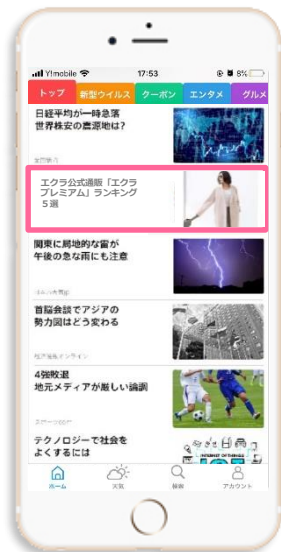 Y!mobile 17:53 8%
トップ 新型ウイルス クーポン エンタメ グルメ
日経平均が一時急落
世界株安の震源地は?
エクラ公式通販「エクラ
プレミアム」ランキング
5選
関東に局地的な雷が
午後の急な雨にも注意
首脳会談でアジアの
勢力図はどう変わる
4強敗退
地元メディアが厳しい論調
テクノロジーで社会を
よくするには
INTERNET OF THINGS
ホーム 天気 検索 アカウント